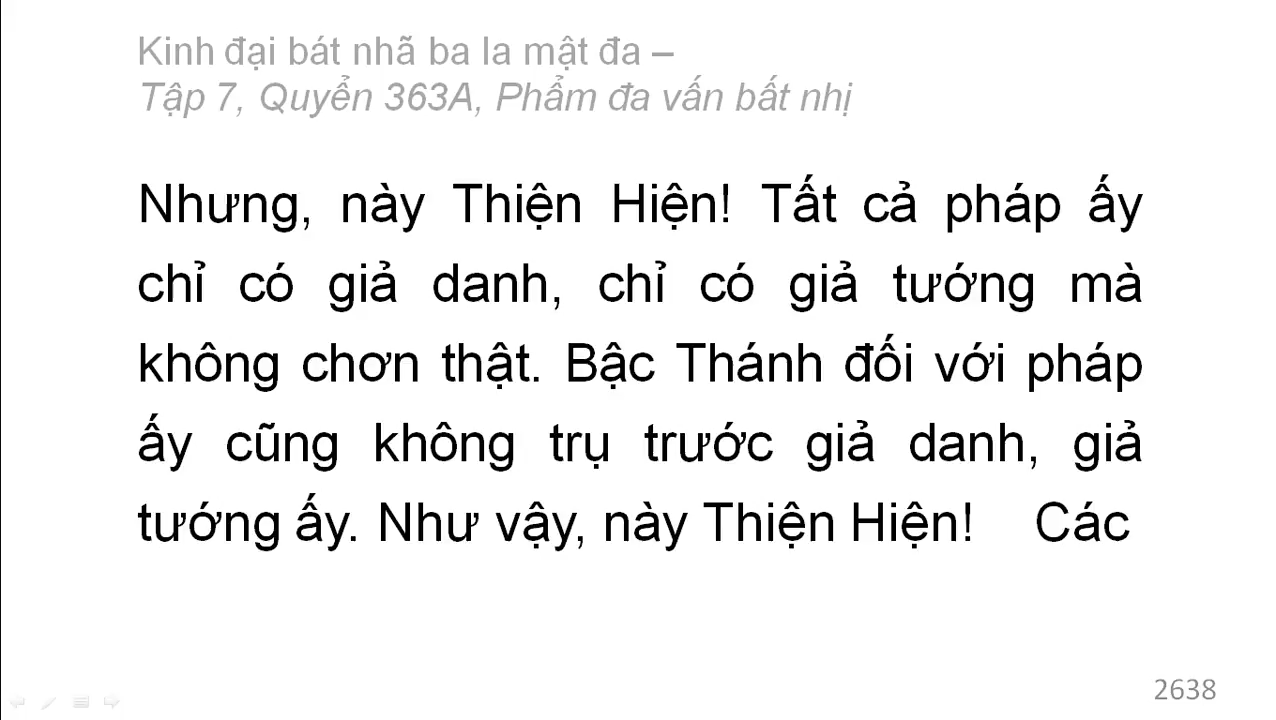 Kinh đại bát nhã ba la mật đa –
Tập 7, Quyển 363A, Phẩm đa vấn bất nhị
Nhưng, này Thiện Hiện! Tất cả pháp ấy
chỉ có giả danh, chỉ có giả tướng mà
không chơn thật. Bậc Thánh đối với pháp
ấy cũng không trụ trước giả danh, giả
tướng ấy. Như vậy, này Thiện Hiện! Các
2638